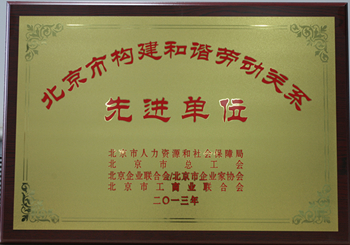 北京市构建和谐劳动关系
先进单位
北京市人力资源和社会保障局
北京市总工会
北京企业联合会/北京市企业家协会
北京市工商业联合会
二〇一三年